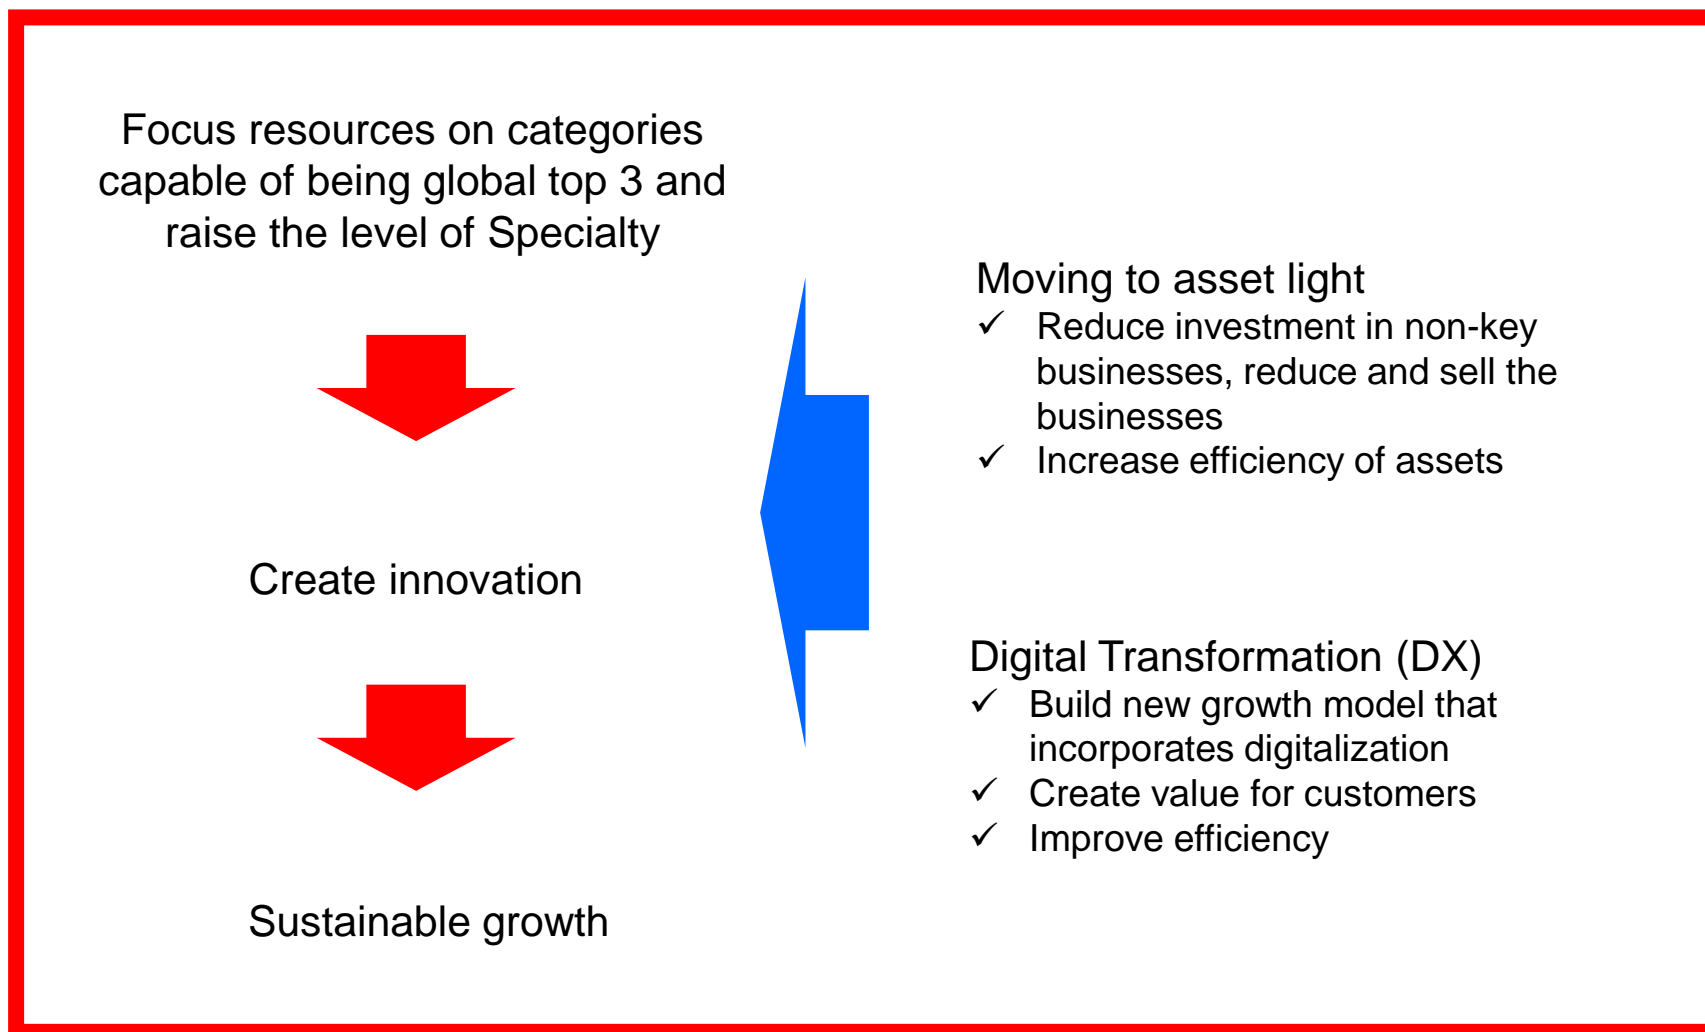 Focus resources on categories
capable of being global top 3 and
raise the level of Specialty
Create innovation
Sustainable growth
Moving to asset light
✓ Reduce investment in non-key
businesses, reduce and sell the
businesses
✓ Increase efficiency of assets
Digital Transformation (DX)
✓ Build new growth model that
incorporates digitalization
✓ Create value for customers
✓ Improve efficiency